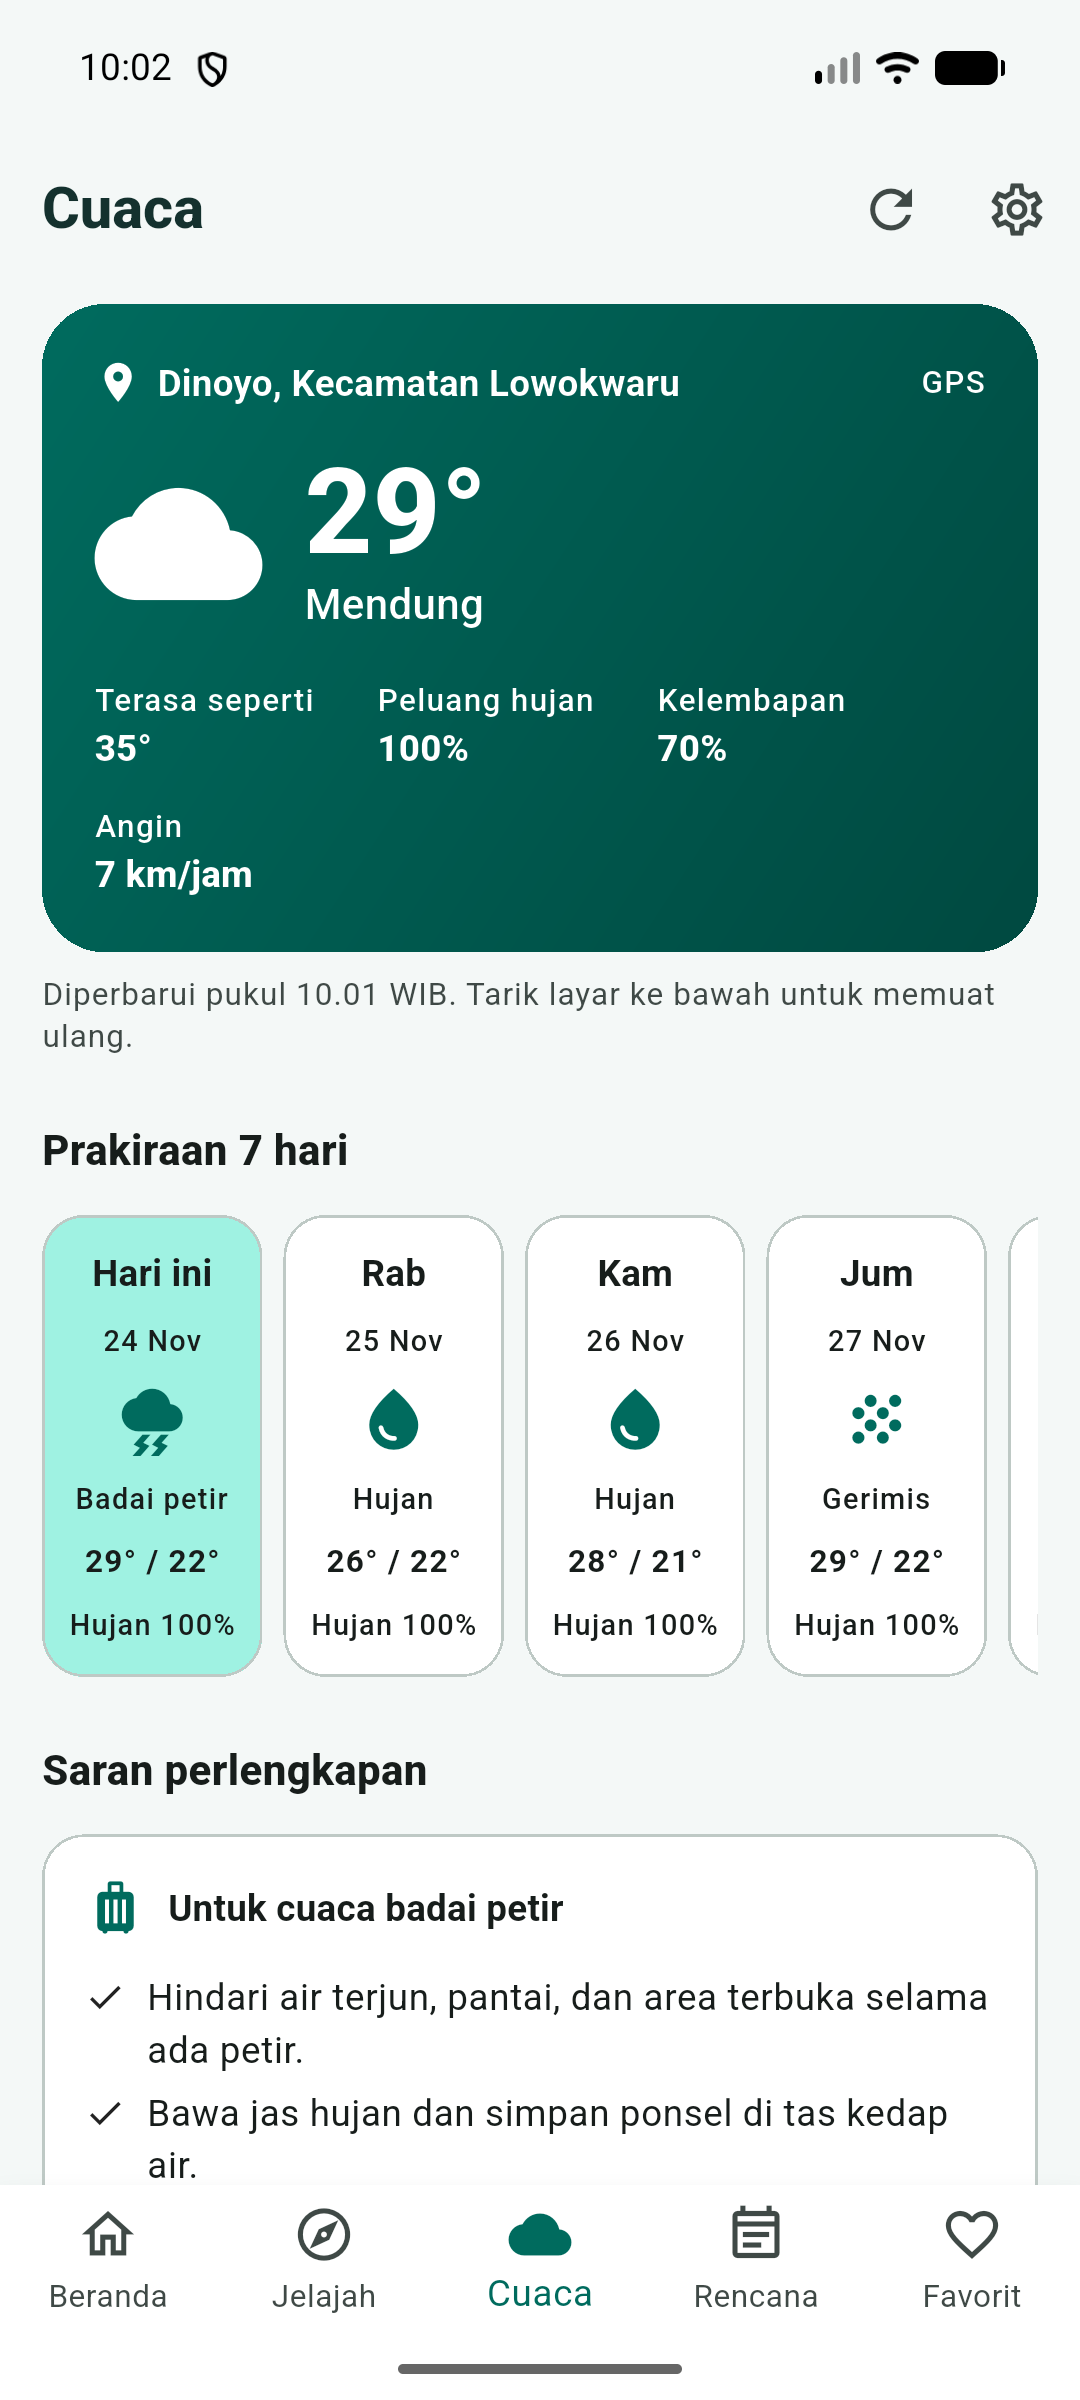 10:02
Cuaca
Dinoyo, Kecamatan Lowokwaru
GPS
29°
Mendung
Terasa seperti
35°
Peluang hujan
100%
Kelembapan
70%
Angin
7 km/jam
Diperbarui pukul 10.01 WIB. Tarik layar ke bawah untuk memuat
ulang.
Prakiraan 7 hari
Hari ini
24 Nov
Badai petir
29° / 22°
Hujan 100%
Rab
25 Nov
Hujan
26° / 22°
Hujan 100%
Kam
26 Nov
Hujan
28° / 21°
Hujan 100%
Jum
27 Nov
Gerimis
29° / 22°
Hujan 100%
Saran perlengkapan
Untuk cuaca badai petir
Hindari air terjun, pantai, dan area terbuka selama
ada petir.
Bawa jas hujan dan simpan ponsel di tas kedap
air.
Beranda
Jelajah
Cuaca
Rencana
Favorit